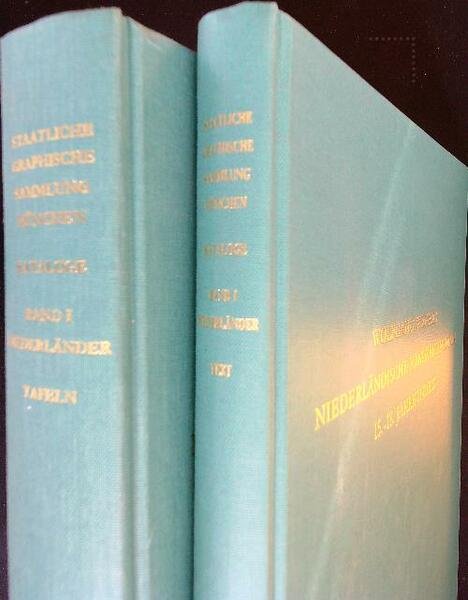 STAATLICHE
GRAPHISCHE
SAMMLUNG
MÜNCHEN
KATALOGE
BAND I
NIEDERLÄNDER
TAFELN
STAATLICHE
GRAPHISCHE
SAMMLUNG
MÜNCHEN
KATALOGE
BAND I
NIEDERLÄNDER
TEXT
NIEDERLÄNDISCHE
15.-18. JAHRHUNDERT